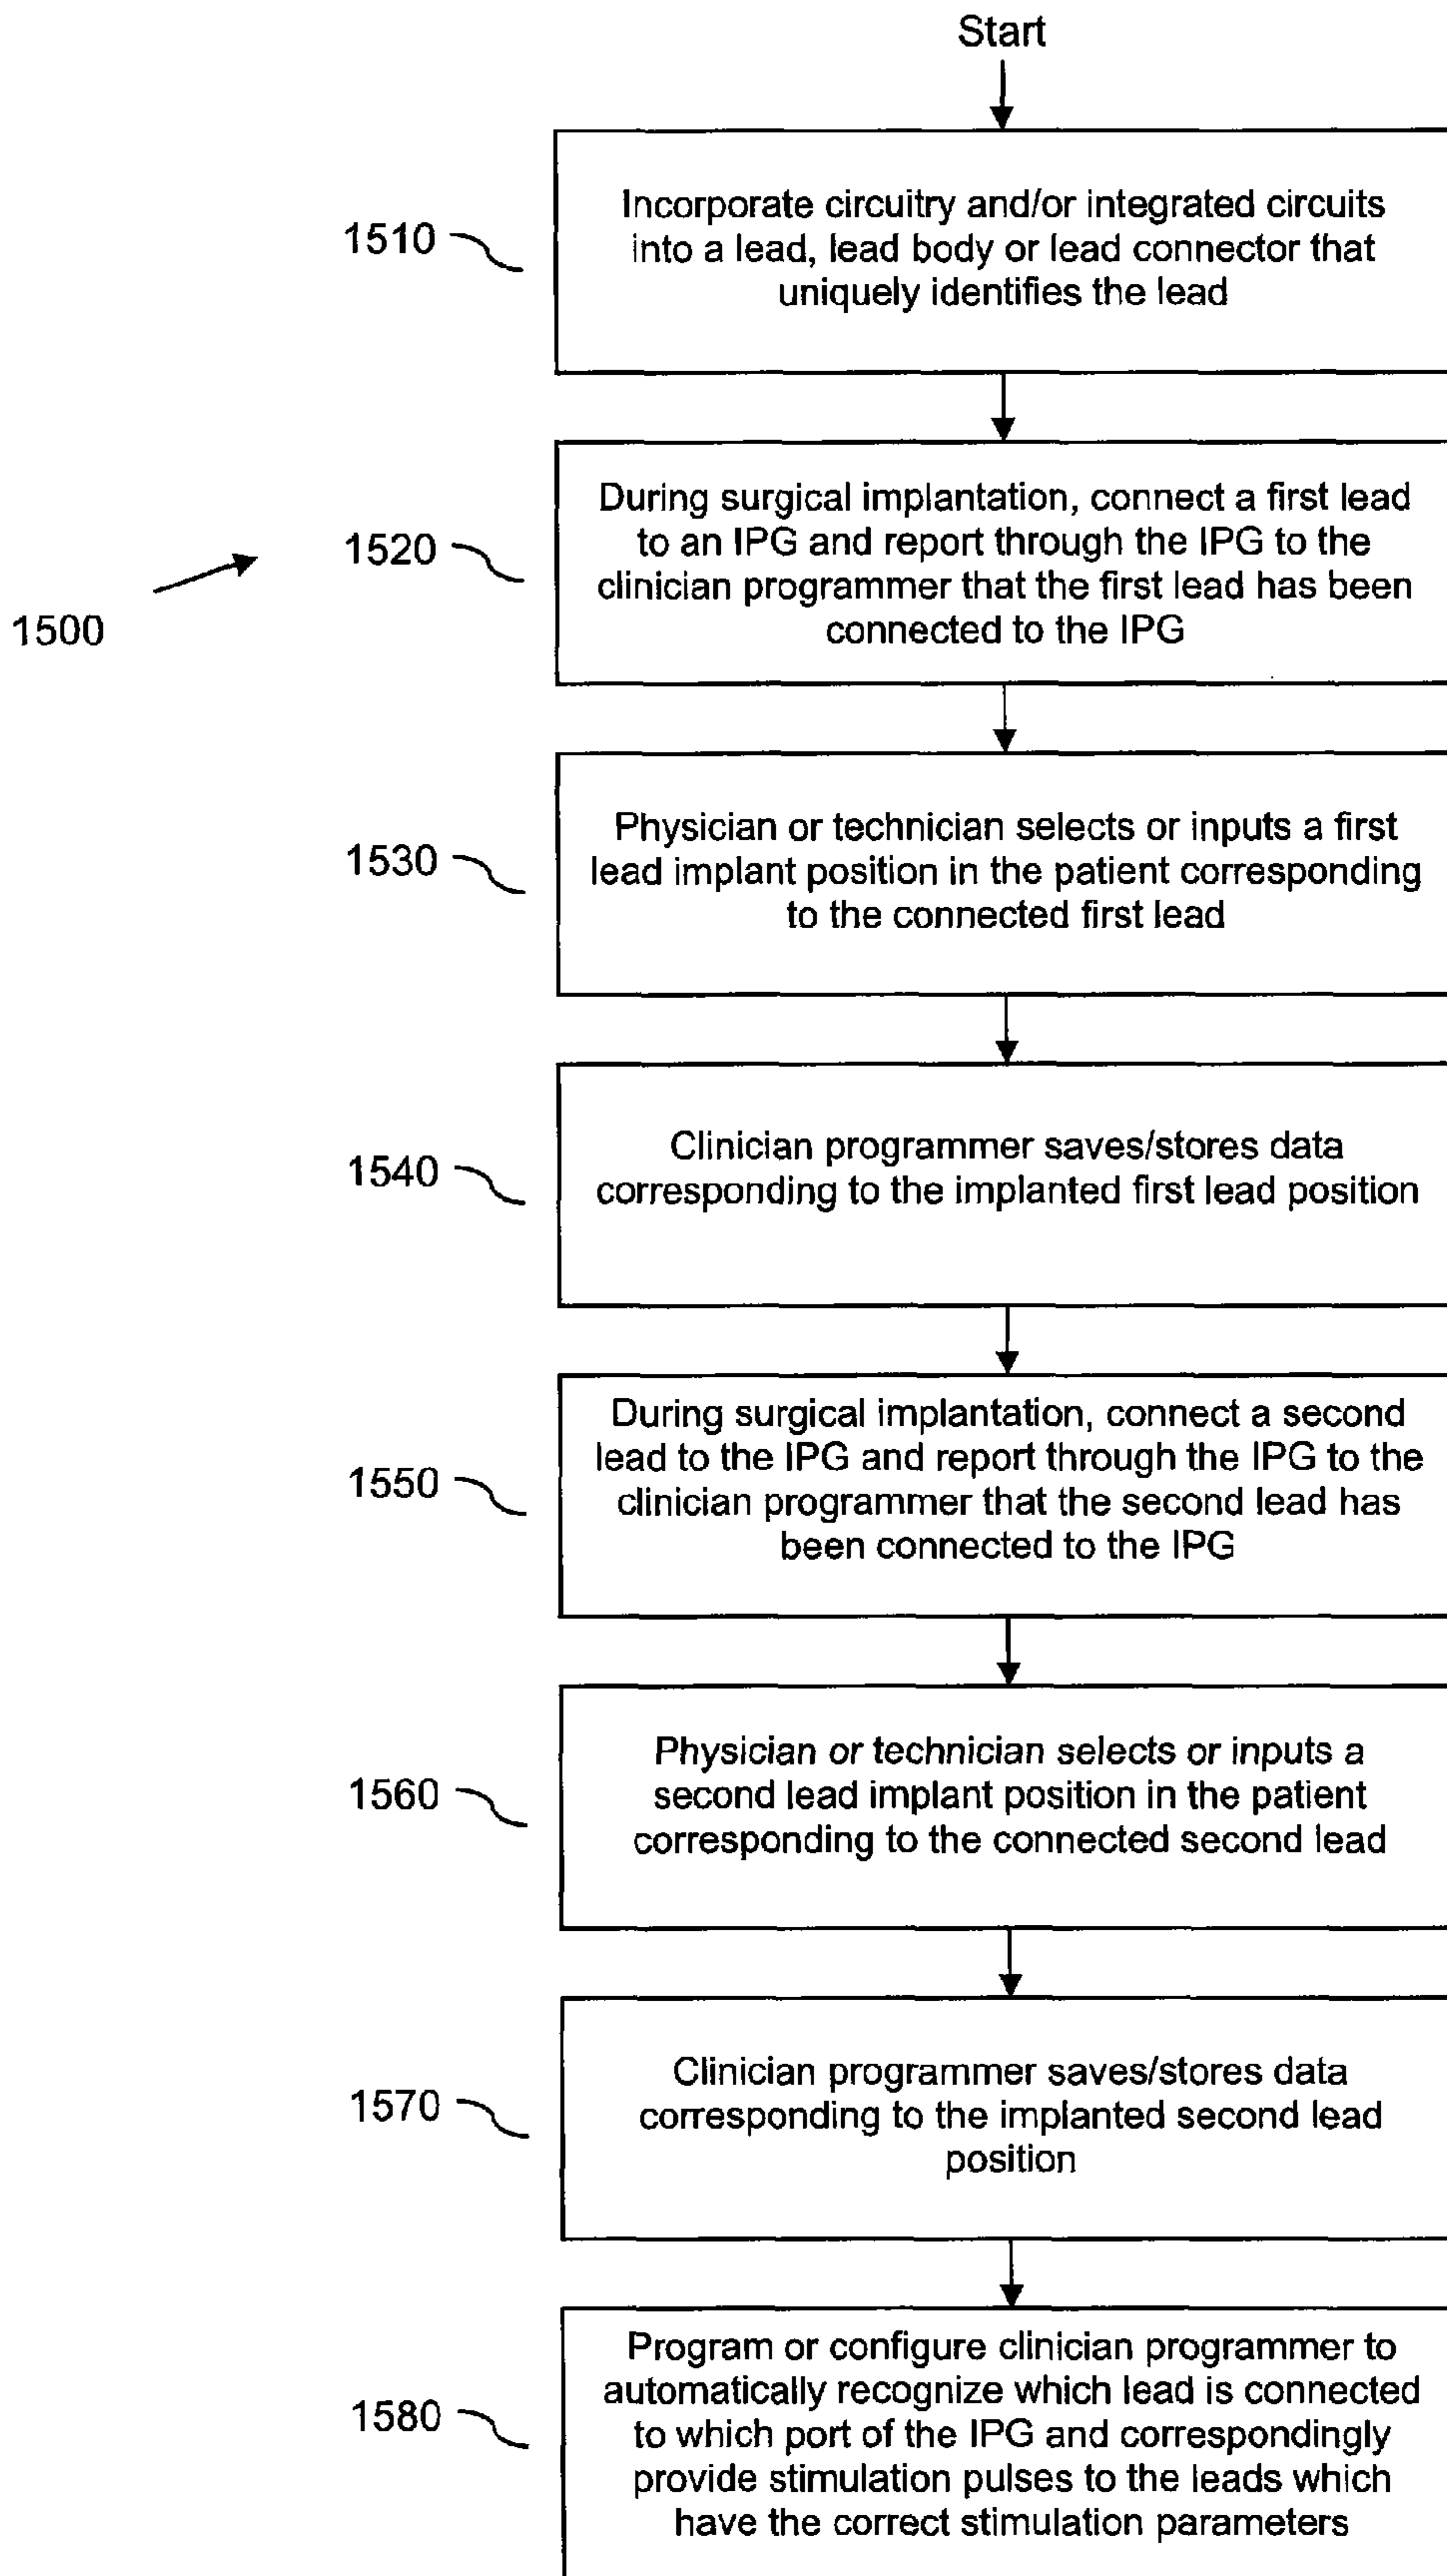 Start
1510
Incorporate circuitry and/or integrated circuits
into a lead, lead body or lead connector that
uniquely identifies the lead
1500
1520
During surgical implantation, connect a first lead
to an IPG and report through the IPG to the
clinician programmer that the first lead has been
connected to the IPG
1530
Physician or technician selects or inputs a first
lead implant position in the patient corresponding
to the connected first lead
1540
Clinician programmer saves/stores data
corresponding to the implanted first lead position
1550
During surgical implantation, connect a second
lead to the IPG and report through the IPG to the
clinician programmer that the second lead has
been connected to the IPG
1560
Physician or technician selects or inputs a
second lead implant position in the patient
corresponding to the connected second lead
1570
Clinician programmer saves/stores data
corresponding to the implanted second lead
position
1580
Program or configure clinician programmer to
automatically recognize which lead is connected
to which port of the IPG and correspondingly
provide stimulation pulses to the leads which
have the correct stimulation parameters